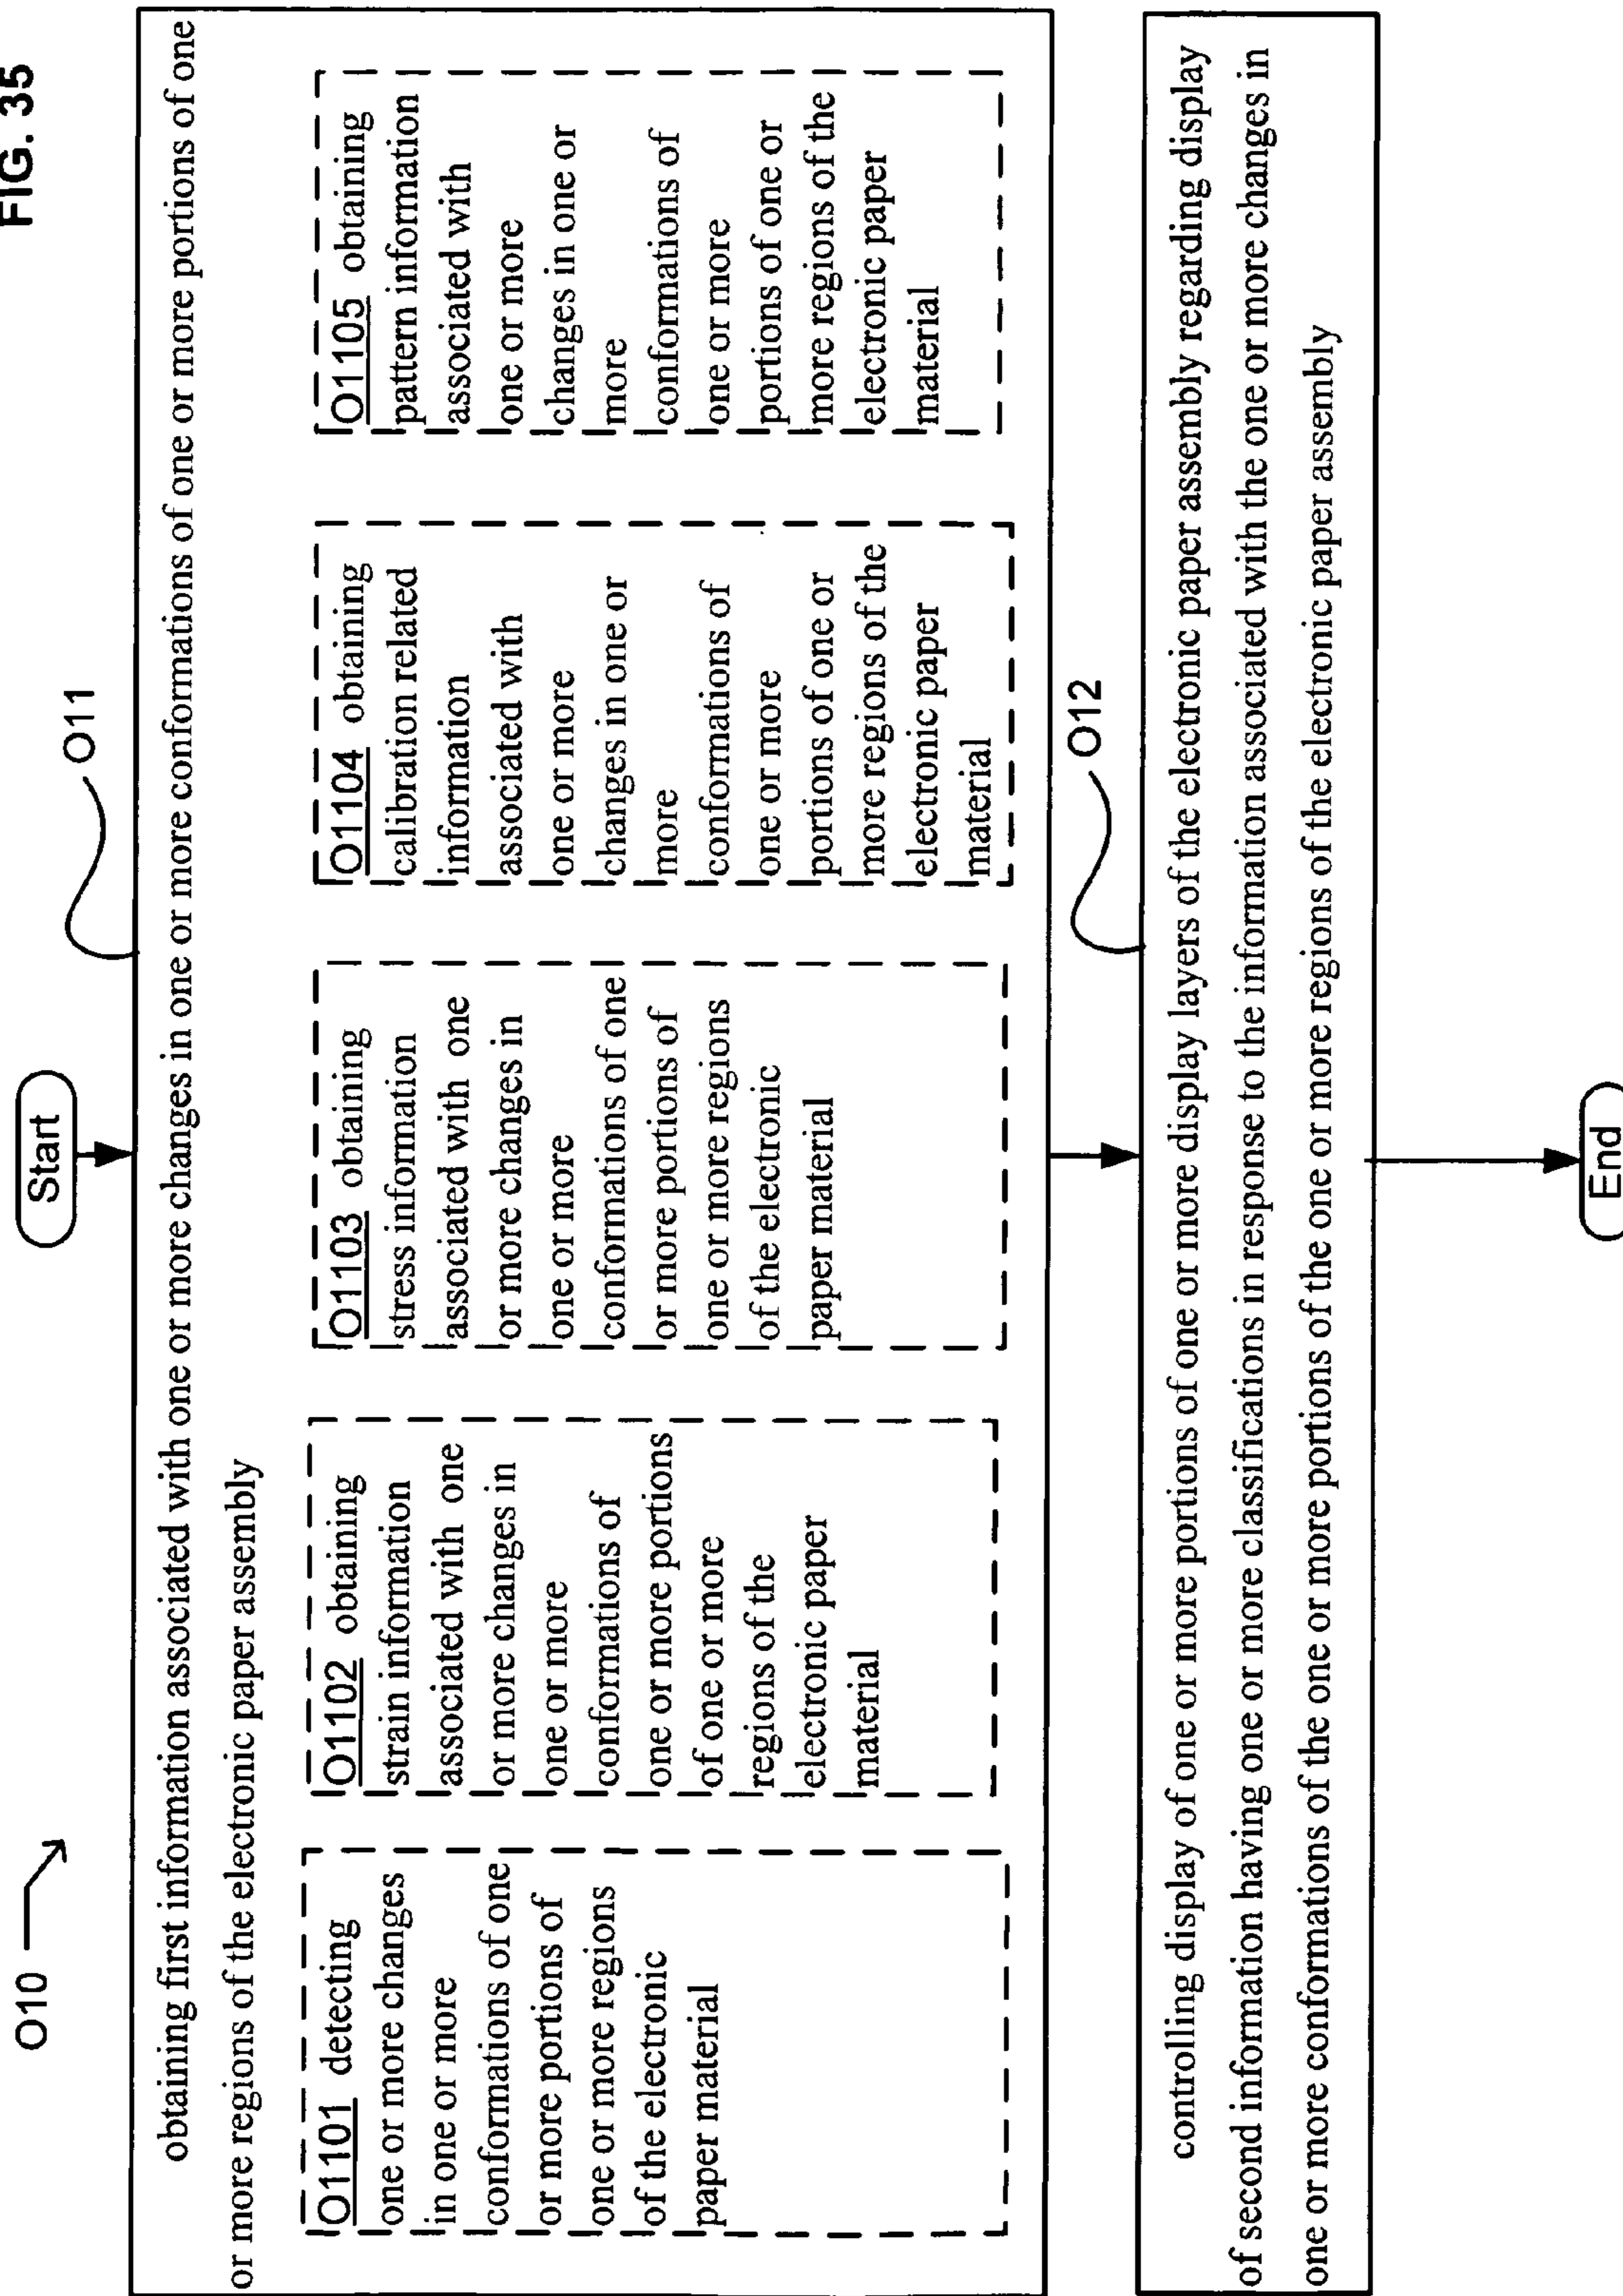 FIG. 35
O10
Start
O11
obtaining first information associated with one or more changes in one or more conformations of one or more portions of one
or more regions of the electronic paper assembly
O1101 detecting
one or more changes
in one or more
conformations of one
or more portions of
one or more regions
of the electronic
paper material
O1102 obtaining
strain information
associated with one
or more changes in
one or more
conformations of
one or more portions
of one or more
regions of the
electronic paper
material
O1103 obtaining
stress information
associated with one
or more changes in
one or more
conformations of one
or more portions of
one or more regions
of the electronic
paper material
O1104 obtaining
calibration related
information
associated with
one or more
changes in one or
more
conformations of
one or more
portions of one or
more regions of the
electronic paper
material
O1105 obtaining
pattern information
associated with
one or more
changes in one or
more
conformations of
one or more
portions of one or
more regions of the
electronic paper
material
O12
controlling display of one or more portions of one or more display layers of the electronic paper assembly regarding display
of second information having one or more classifications in response to the information associated with the one or more changes in
one or more conformations of the one or more portions of the one or more regions of the electronic paper assembly
End